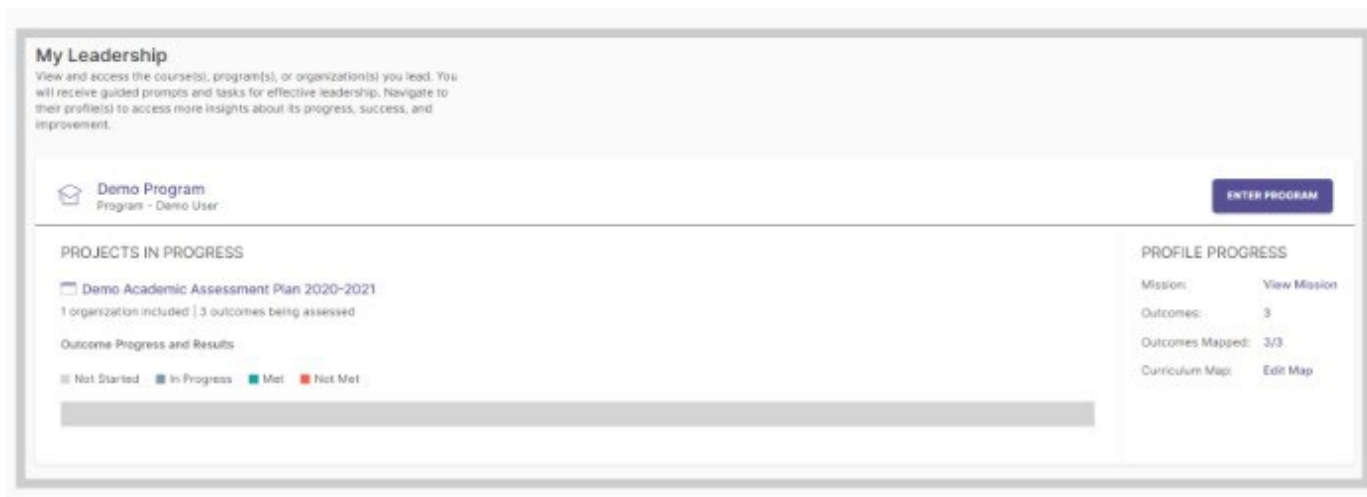 My Leadership
View and access the course(s), program(s), or organization(s) you lead. You
will receive guided prompts and tasks for effective leadership. Navigate to
their profile(s) to access more insights about its progress, success, and
improvement.
Demo Program
Program - Demo User
ENTER PROGRAM
PROJECTS IN PROGRESS
Demo Academic Assessment Plan 2020-2021
1 organization included | 3 outcomes being assessed
Outcome Progress and Results
Not Started In Progress Met Not Met
PROFILE PROGRESS
Mission: View Mission
Outcomes: 3
Outcomes Mapped: 3/3
Curriculum Map: Edit Map